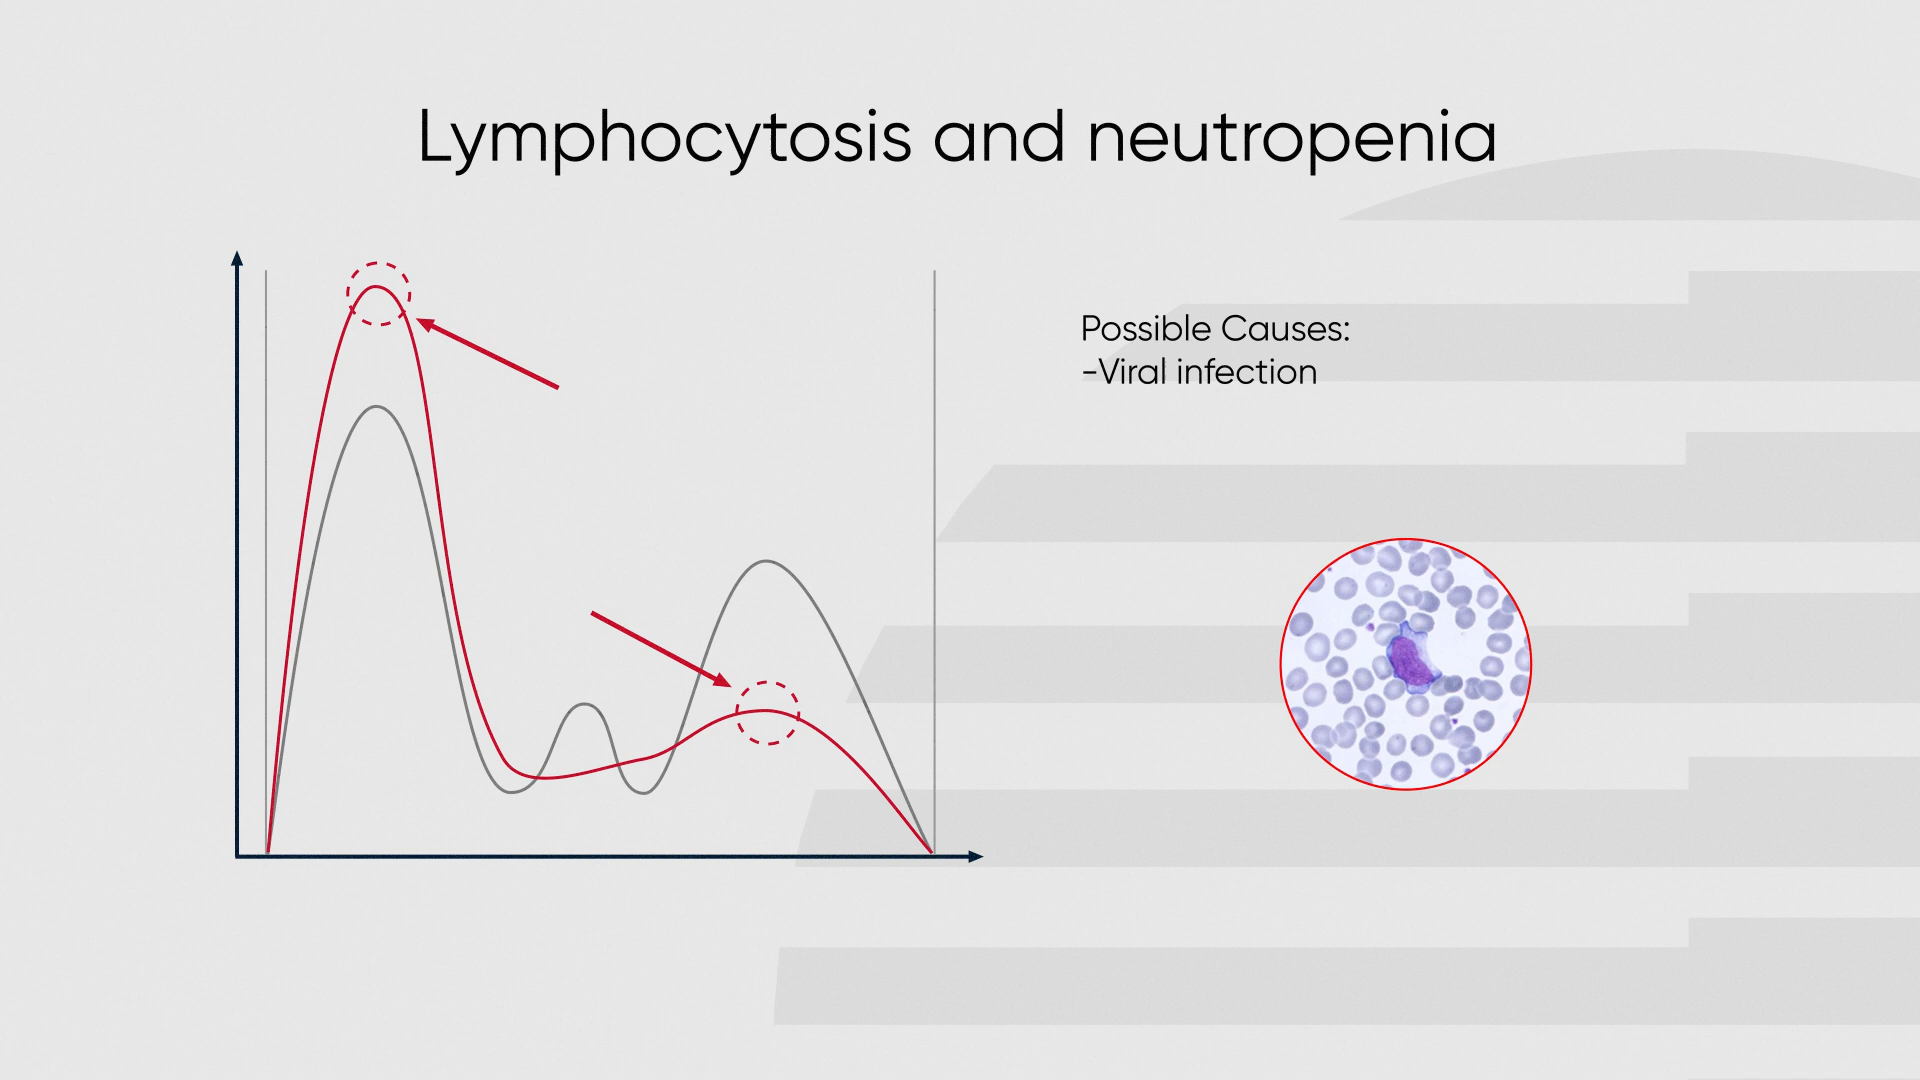 Lymphocytosis and neutropenia
Possible Causes:
-Viral infection